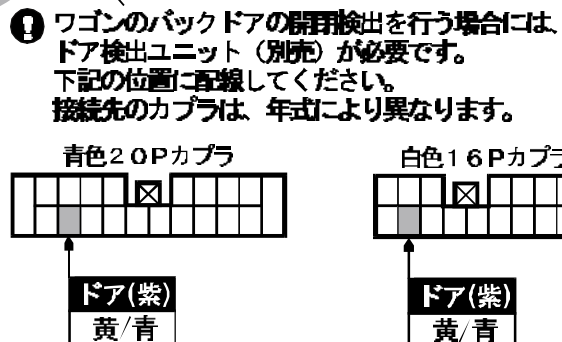 ワゴンのバックドアの開閉検出を行う場合には、
ドア検出ユニット（別売）が必要です。
下記の位置に配線してください。
接続先のカプラは、年式により異なります。
青色２０Ｐカプラ
白色１６Ｐカプラ
ドア(紫)
黄/青
ドア(紫)
黄/青